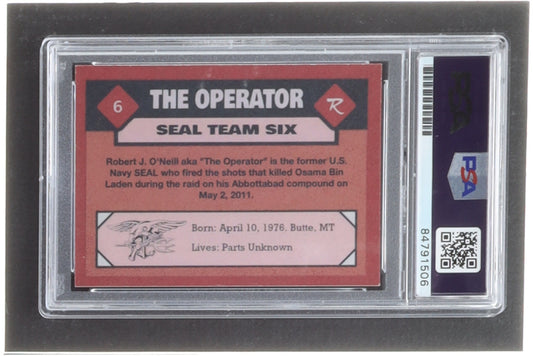 6
THE OPERATOR
R
SEAL TEAM SIX
Robert J. O'Neill aka "The Operator" is the former U.S.
Navy SEAL who fired the shots that killed Osama Bin
Laden during the raid on his Abbottabad compound on
May 2, 2011.
Born: April 10, 1976. Butte, MT
Lives: Parts Unknown
PSA
PSA
84791506